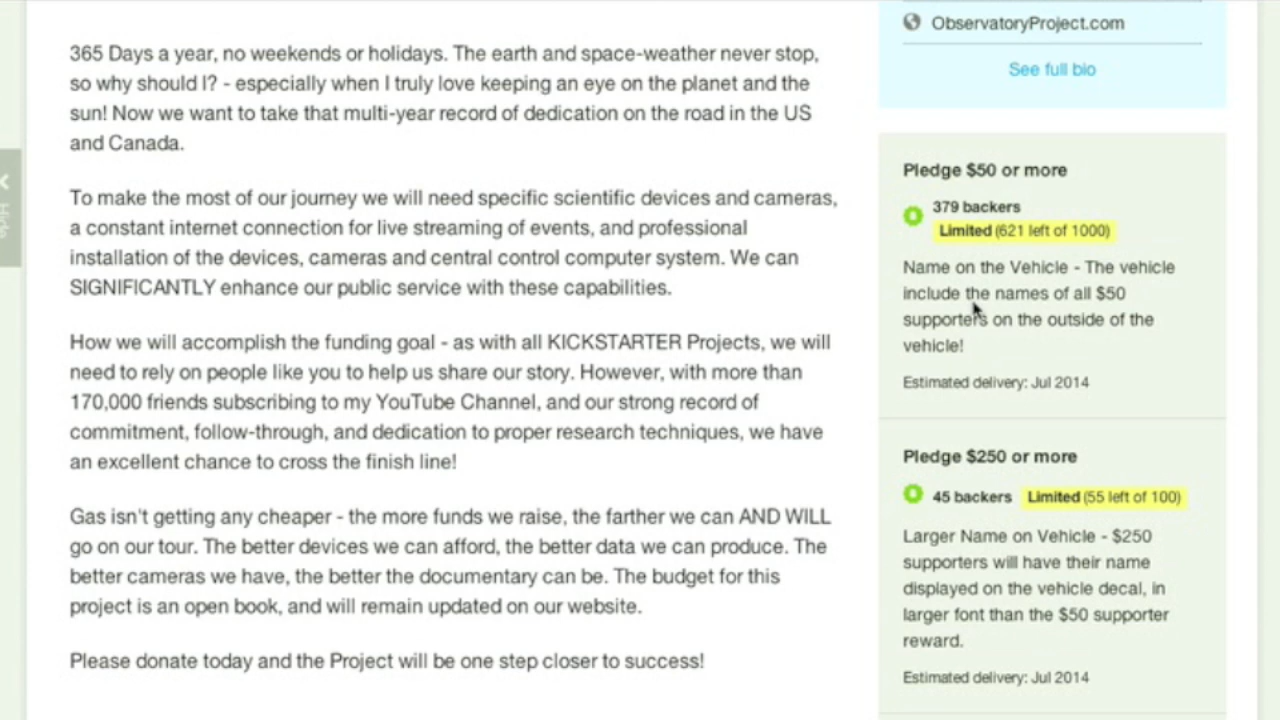 365 Days a year, no weekends or holidays. The earth and space-weather never stop,
so why should I? - especially when I truly love keeping an eye on the planet and the
sun! Now we want to take that multi-year record of dedication on the road in the US
and Canada.
To make the most of our journey we will need specific scientific devices and cameras,
a constant internet connection for live streaming of events, and professional
installation of the devices, cameras and central control computer system. We can
SIGNIFICANTLY enhance our public service with these capabilities.
How we will accomplish the funding goal - as with all KICKSTARTER Projects, we will
need to rely on people like you to help us share our story. However, with more than
170,000 friends subscribing to my YouTube Channel, and our strong record of
commitment, follow-through, and dedication to proper research techniques, we have
an excellent chance to cross the finish line!
Gas isn't getting any cheaper - the more funds we raise, the farther we can AND WILL
go on our tour. The better devices we can afford, the better data we can produce. The
better cameras we have, the better the documentary can be. The budget for this
project is an open book, and will remain updated on our website.
Please donate today and the Project will be one step closer to success!
ObservatoryProject.com
See full bio
Pledge $50 or more
379 backers
Limited (621 left of 1000)
Name on the Vehicle - The vehicle
include the names of all $50
supporters on the outside of the
vehicle!
Estimated delivery: Jul 2014
Pledge $250 or more
45 backers Limited (55 left of 100)
Larger Name on Vehicle - $250
supporters will have their name
displayed on the vehicle decal, in
larger font than the $50 supporter
reward.
Estimated delivery: Jul 2014
Hide